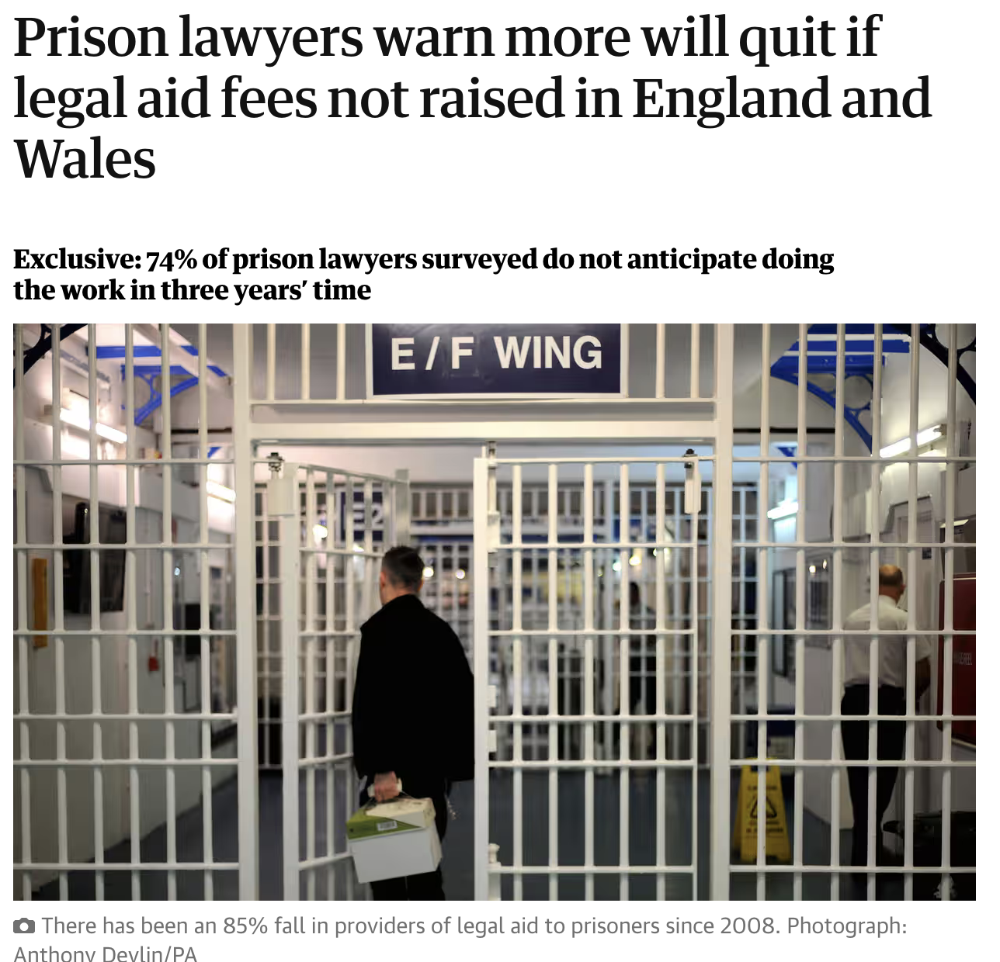 Prison lawyers warn more will quit if
legal aid fees not raised in England and
Wales
Exclusive: 74% of prison lawyers surveyed do not anticipate doing
the work in three years’ time
E / F WING
E2
There has been an 85% fall in providers of legal aid to prisoners since 2008. Photograph:
Anthony Devlin/PA